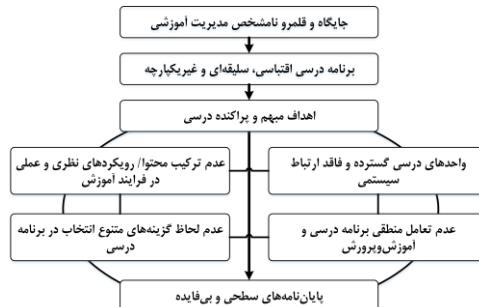 جایگاه و قلمرو نامشخص مدیریت آموزشی
برنامه درسی اقتباسی، سلیقه‌ای و غیریکپارچه
اهداف مبهم و پراکنده درسی
واحدهای درسی گسترده و فاقد ارتباط
سیستمی
عدم ترکیب محتوا/ رویکردهای نظری و عملی
در فرایند آموزش
عدم تعامل منطقی برنامه درسی و
آموزش‌وپرورش
عدم لحاظ گزینه‌های متنوع انتخاب در برنامه
درسی
پایان‌نامه‌های سطحی و بی‌فایده